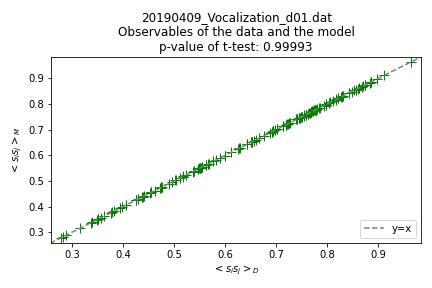 20190409_Vocalization_d01.dat
Observables of the data and the model
p-value of t-test: 0.99993
0.9
0.8
0.7
0.6
0.5
0.4
0.3
< s_i s_j >_M
y=x
0.3 0.4 0.5 0.6 0.7 0.8 0.9
< s_i s_j >_D